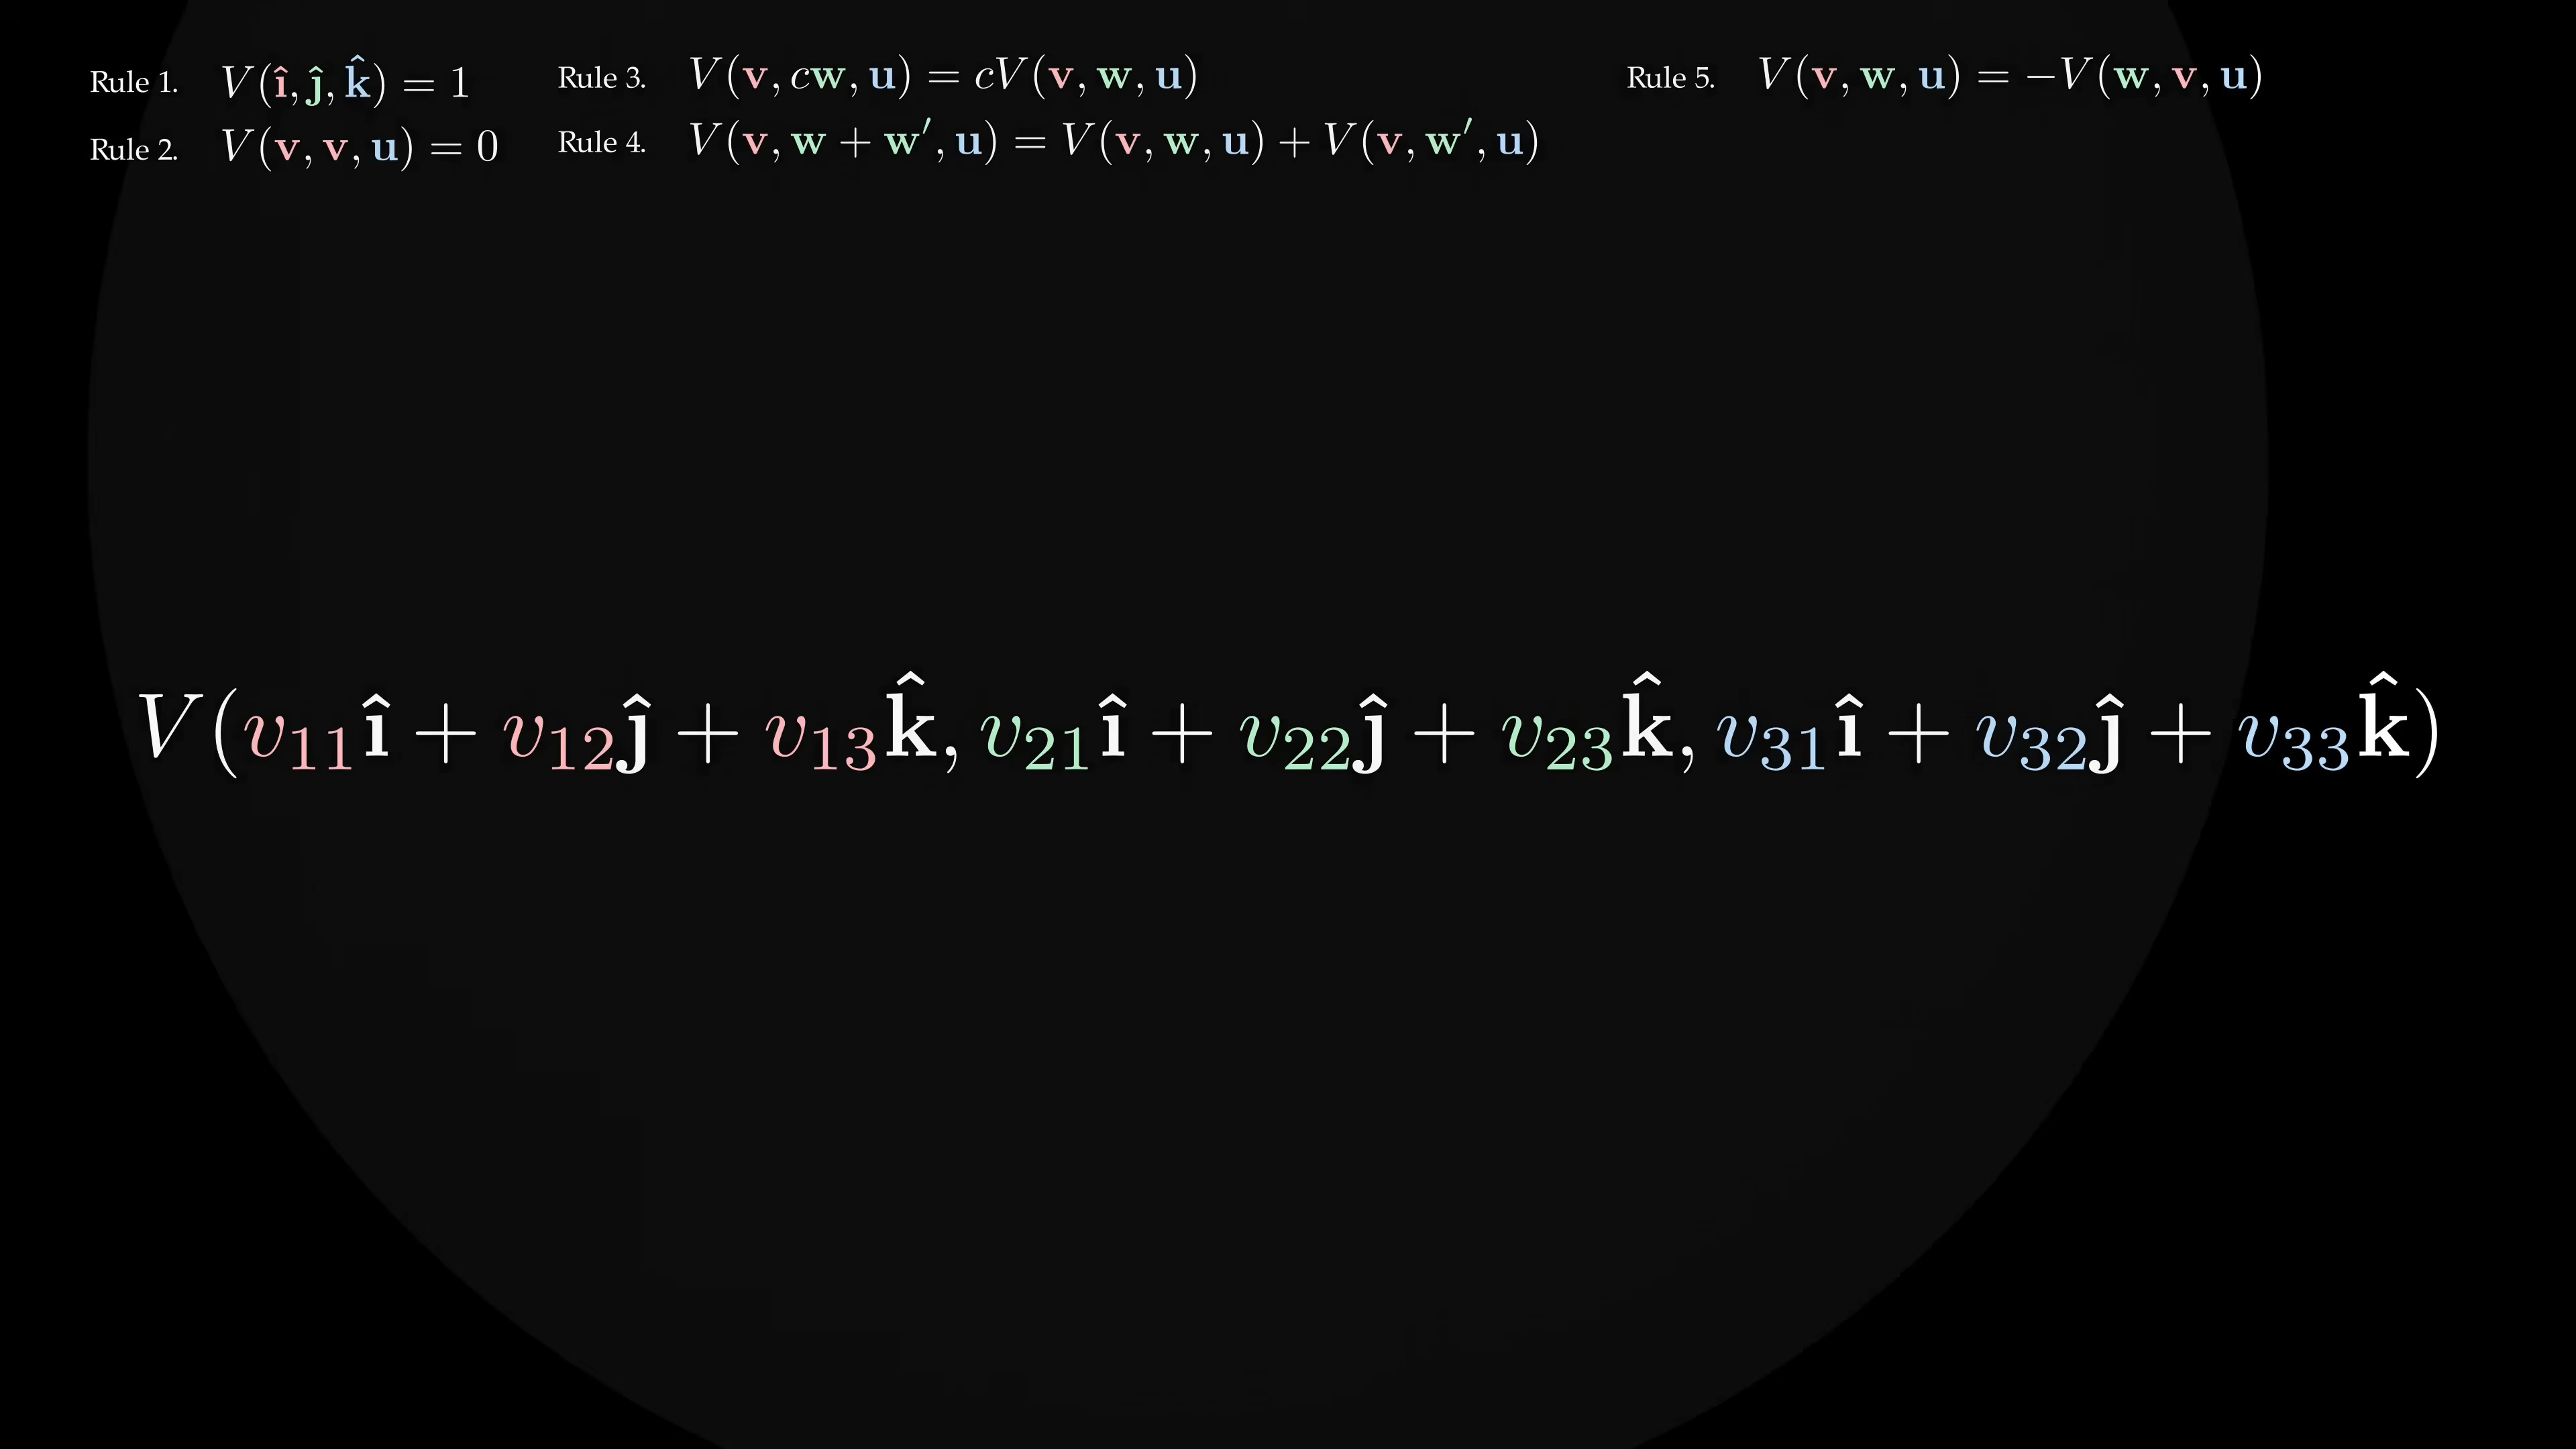 Rule 1. V(î, ĵ, k̂) = 1
Rule 2. V(v, v, u) = 0
Rule 3. V(v, cw, u) = cV(v, w, u)
Rule 4. V(v, w + w′, u) = V(v, w, u) + V(v, w′, u)
Rule 5. V(v, w, u) = −V(w, v, u)
V(v₁₁î + v₁₂ĵ + v₁₃k̂, v₂₁î + v₂₂ĵ + v₂₃k̂, v₃₁î + v₃₂ĵ + v₃₃k̂)